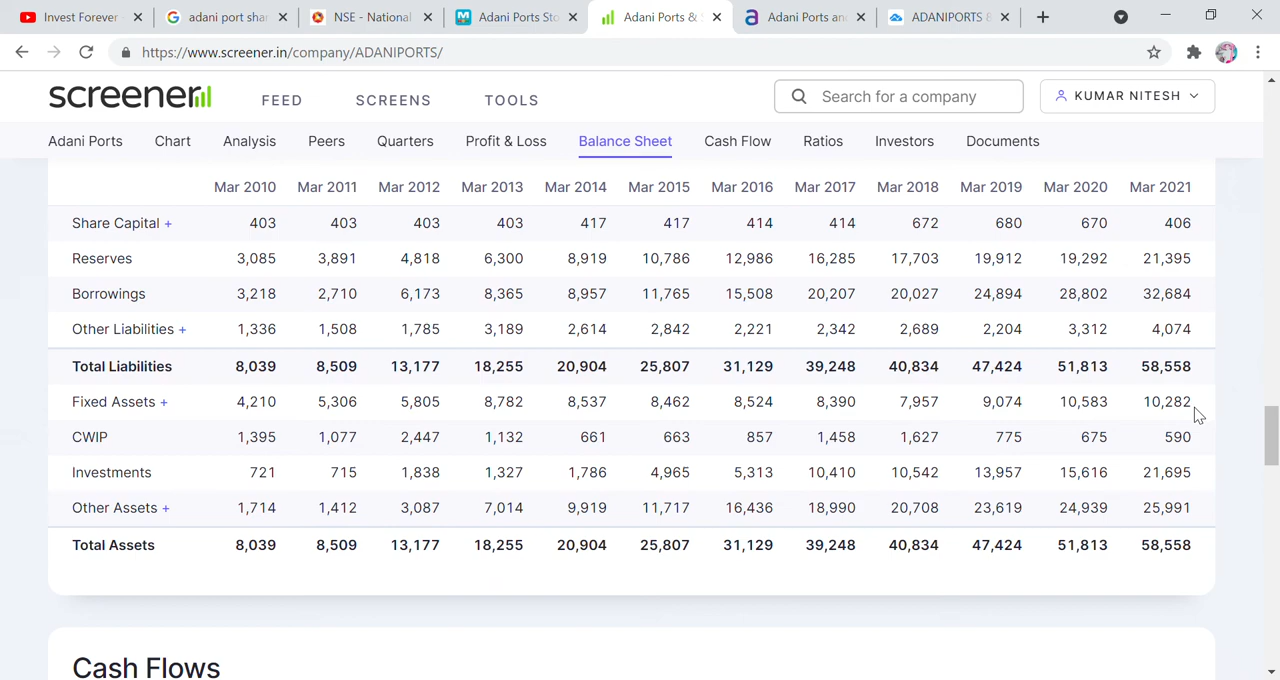 Invest Forever
adani port shar
NSE - National
Adani Ports Sto
Adani Ports &
Adani Ports an
ADANIPORTS &
https://www.screener.in/company/ADANIPORTS/
screener
FEED SCREENS TOOLS
Search for a company
KUMAR NITESH
Adani Ports Chart Analysis Peers Quarters Profit & Loss Balance Sheet Cash Flow Ratios Investors Documents
Mar 2010 Mar 2011 Mar 2012 Mar 2013 Mar 2014 Mar 2015 Mar 2016 Mar 2017 Mar 2018 Mar 2019 Mar 2020 Mar 2021
Share Capital + 403 403 403 403 417 417 414 414 672 680 670 406
Reserves 3,085 3,891 4,818 6,300 8,919 10,786 12,986 16,285 17,703 19,912 19,292 21,395
Borrowings 3,218 2,710 6,173 8,365 8,957 11,765 15,508 20,207 20,027 24,894 28,802 32,684
Other Liabilities + 1,336 1,508 1,785 3,189 2,614 2,842 2,221 2,342 2,689 2,204 3,312 4,074
Total Liabilities 8,039 8,509 13,177 18,255 20,904 25,807 31,129 39,248 40,834 47,424 51,813 58,558
Fixed Assets + 4,210 5,306 5,805 8,782 8,537 8,462 8,524 8,390 7,957 9,074 10,583 10,282
CWIP 1,395 1,077 2,447 1,132 661 663 857 1,458 1,627 775 675 590
Investments 721 715 1,838 1,327 1,786 4,965 5,313 10,410 10,542 13,957 15,616 21,695
Other Assets + 1,714 1,412 3,087 7,014 9,919 11,717 16,436 18,990 20,708 23,619 24,939 25,991
Total Assets 8,039 8,509 13,177 18,255 20,904 25,807 31,129 39,248 40,834 47,424 51,813 58,558
Cash Flows